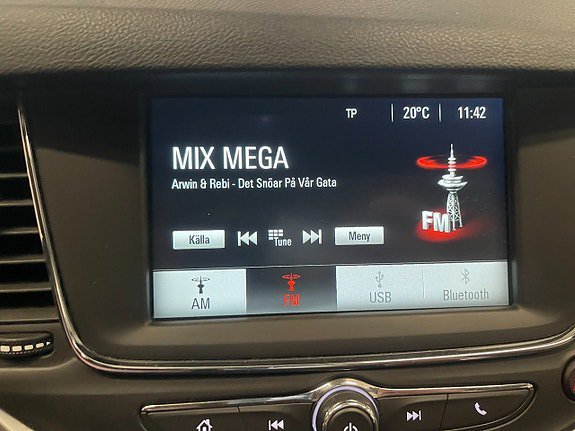 TP 20°C 11:42
MIX MEGA
Arwin & Rebi - Det Snöar På Vår Gata
FM
Källa Tune Meny
AM FM USB Bluetooth